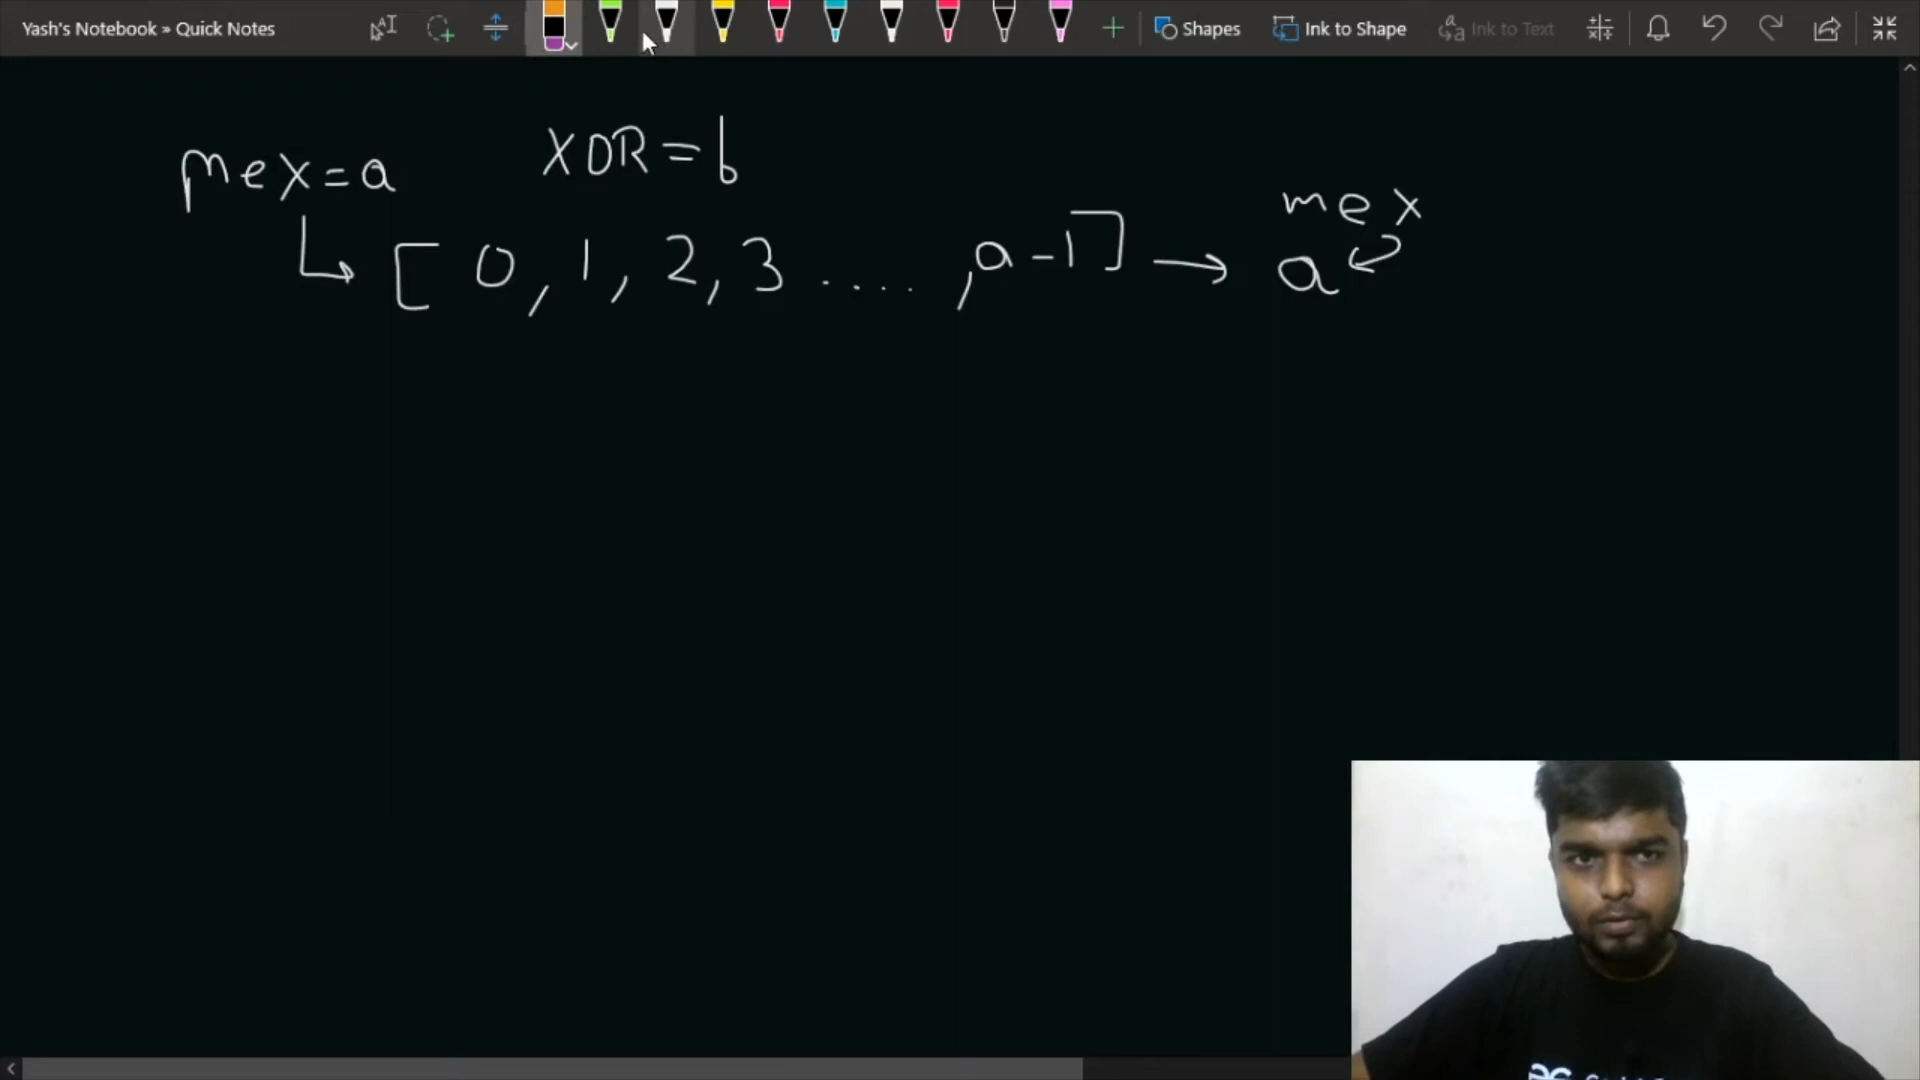 Yash's Notebook » Quick Notes
Shapes
Ink to Shape
Ink to Text
mex=a
XOR=b
[ 0, 1, 2, 3 ...., a-1] → a
mex